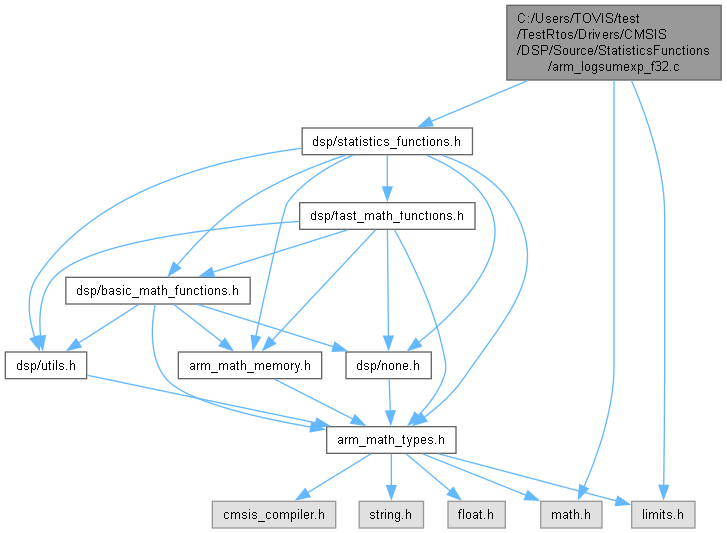 C:/Users/TOVIS/test
/TestRtos/Drivers/CMSIS
/DSP/Source/StatisticsFunctions
/arm_logsumexp_f32.c
dsp/statistics_functions.h
dsp/fast_math_functions.h
dsp/basic_math_functions.h
dsp/utils.h
arm_math_memory.h
dsp/none.h
arm_math_types.h
cmsis_compiler.h
string.h
float.h
math.h
limits.h